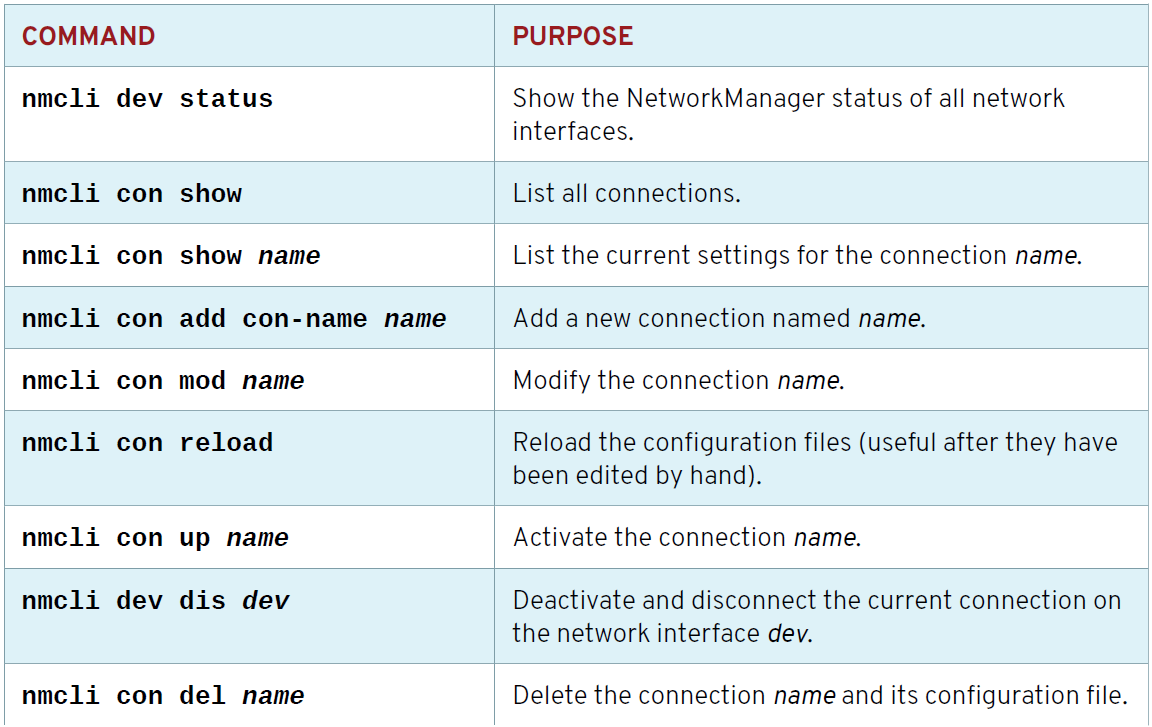 COMMAND PURPOSE
nmcli dev status Show the NetworkManager status of all network
interfaces.
nmcli con show List all connections.
nmcli con show name List the current settings for the connection name.
nmcli con add con-name name Add a new connection named name.
nmcli con mod name Modify the connection name.
nmcli con reload Reload the configuration files (useful after they have
been edited by hand).
nmcli con up name Activate the connection name.
nmcli dev dis dev Deactivate and disconnect the current connection on
the network interface dev.
nmcli con del name Delete the connection name and its configuration file.